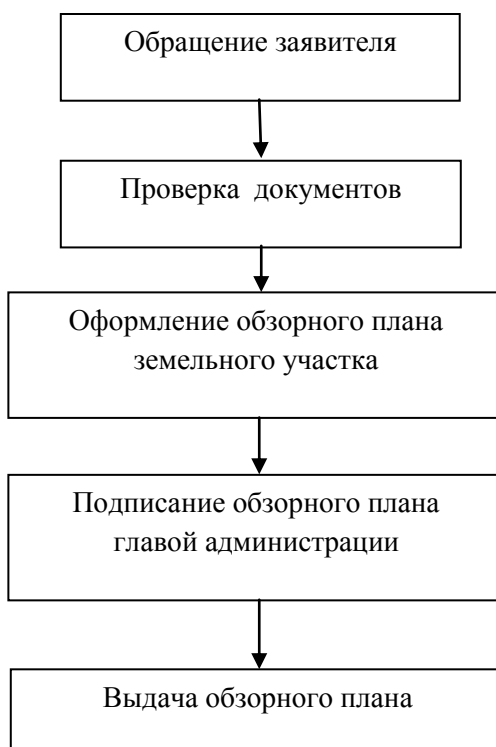 Обращение заявителя
Проверка документов
Оформление обзорного плана
земельного участка
Подписание обзорного плана
главой администрации
Выдача обзорного плана